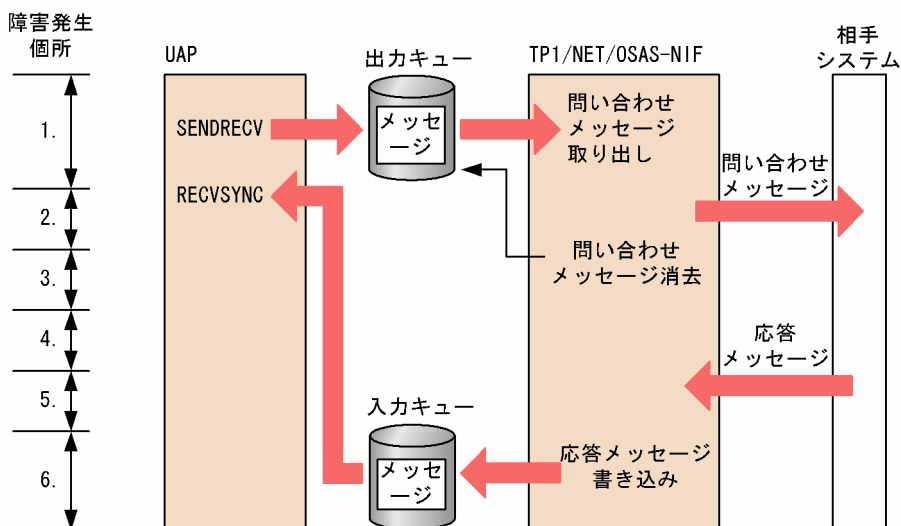 障害発生
個所
UAP
出力キュー
TP1/NET/OSAS-NIF
相手
システム
1.
SENDRECV
メッセ
ージ
問い合わせ
メッセージ
取り出し
問い合わせ
メッセージ
RECVSYNC
2.
問い合わせ
メッセージ消去
3.
4.
応答
メッセージ
5.
入力キュー
6.
メッセ
ージ
応答メッセージ
書き込み